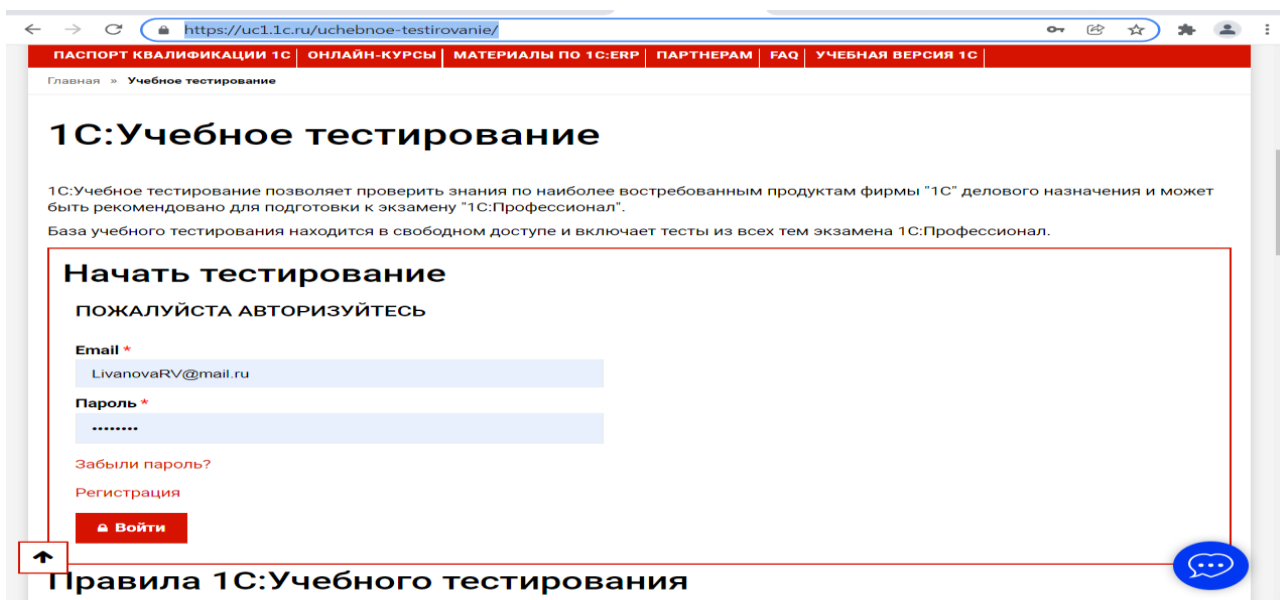 https://uc1.1c.ru/uchebnoe-testirovanie/
ПАСПОРТ КВАЛИФИКАЦИИ 1С ОНЛАЙН-КУРСЫ МАТЕРИАЛЫ ПО 1С:ERP ПАРТНЕРАМ FAQ УЧЕБНАЯ ВЕРСИЯ 1С
Главная » Учебное тестирование
1С:Учебное тестирование
1С:Учебное тестирование позволяет проверить знания по наиболее востребованным продуктам фирмы "1С" делового назначения и может
быть рекомендовано для подготовки к экзамену "1С:Профессионал".
База учебного тестирования находится в свободном доступе и включает тесты из всех тем экзамена 1С:Профессионал.
Начать тестирование
ПОЖАЛУЙСТА АВТОРИЗУЙТЕСЬ
Email *
LivanovaRV@mail.ru
Пароль *
••••••••
Забыли пароль?
Регистрация
Войти
Правила 1С:Учебного тестирования